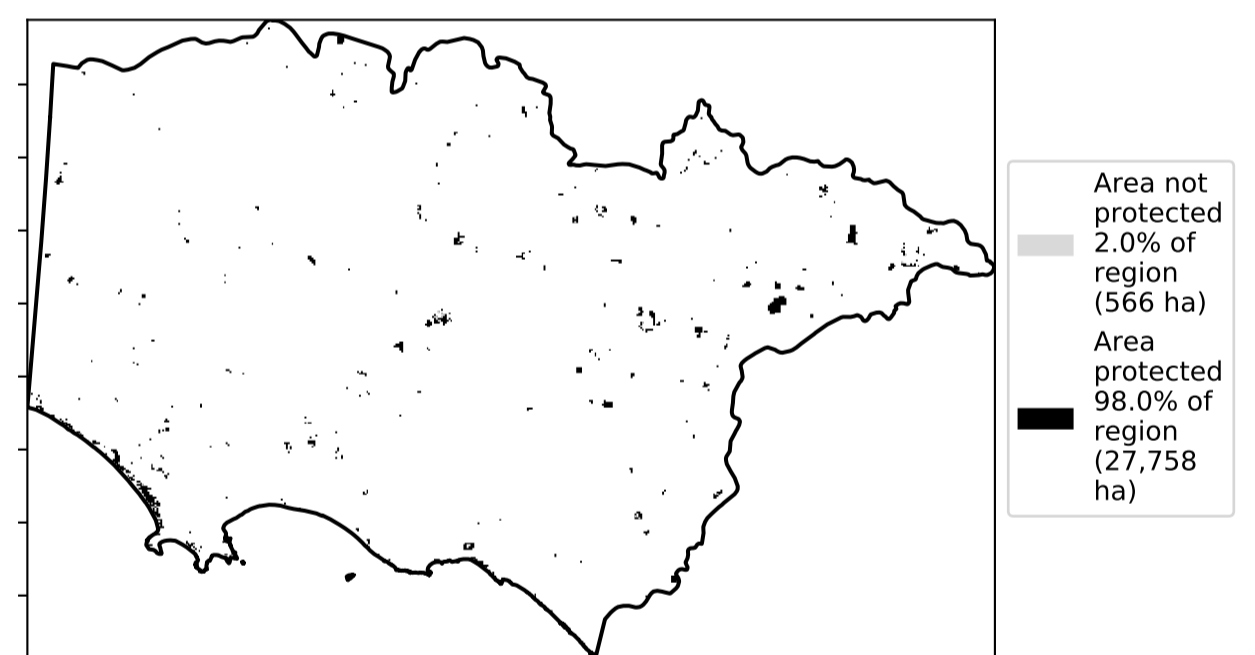 Area not
protected
2.0% of
region
(566 ha)
Area
protected
98.0% of
region
(27,758
ha)